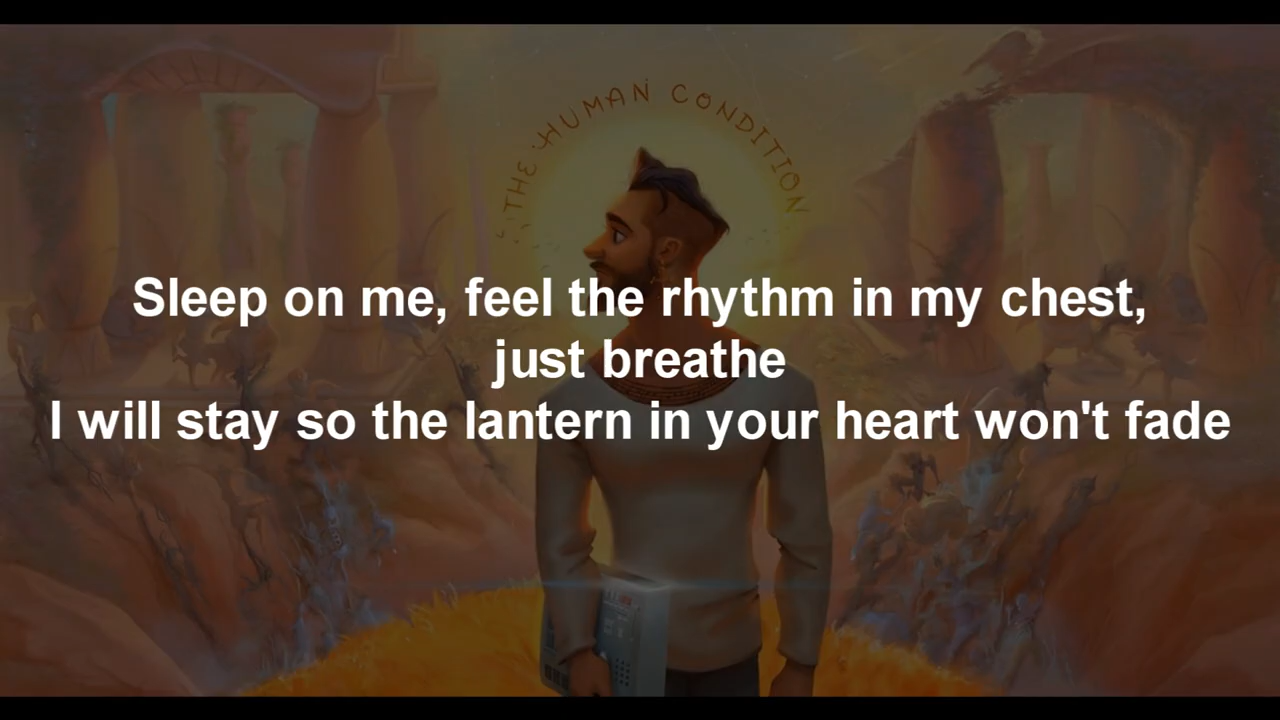 THE HUMAN CONDITION
Sleep on me, feel the rhythm in my chest,
just breathe
I will stay so the lantern in your heart won't fade